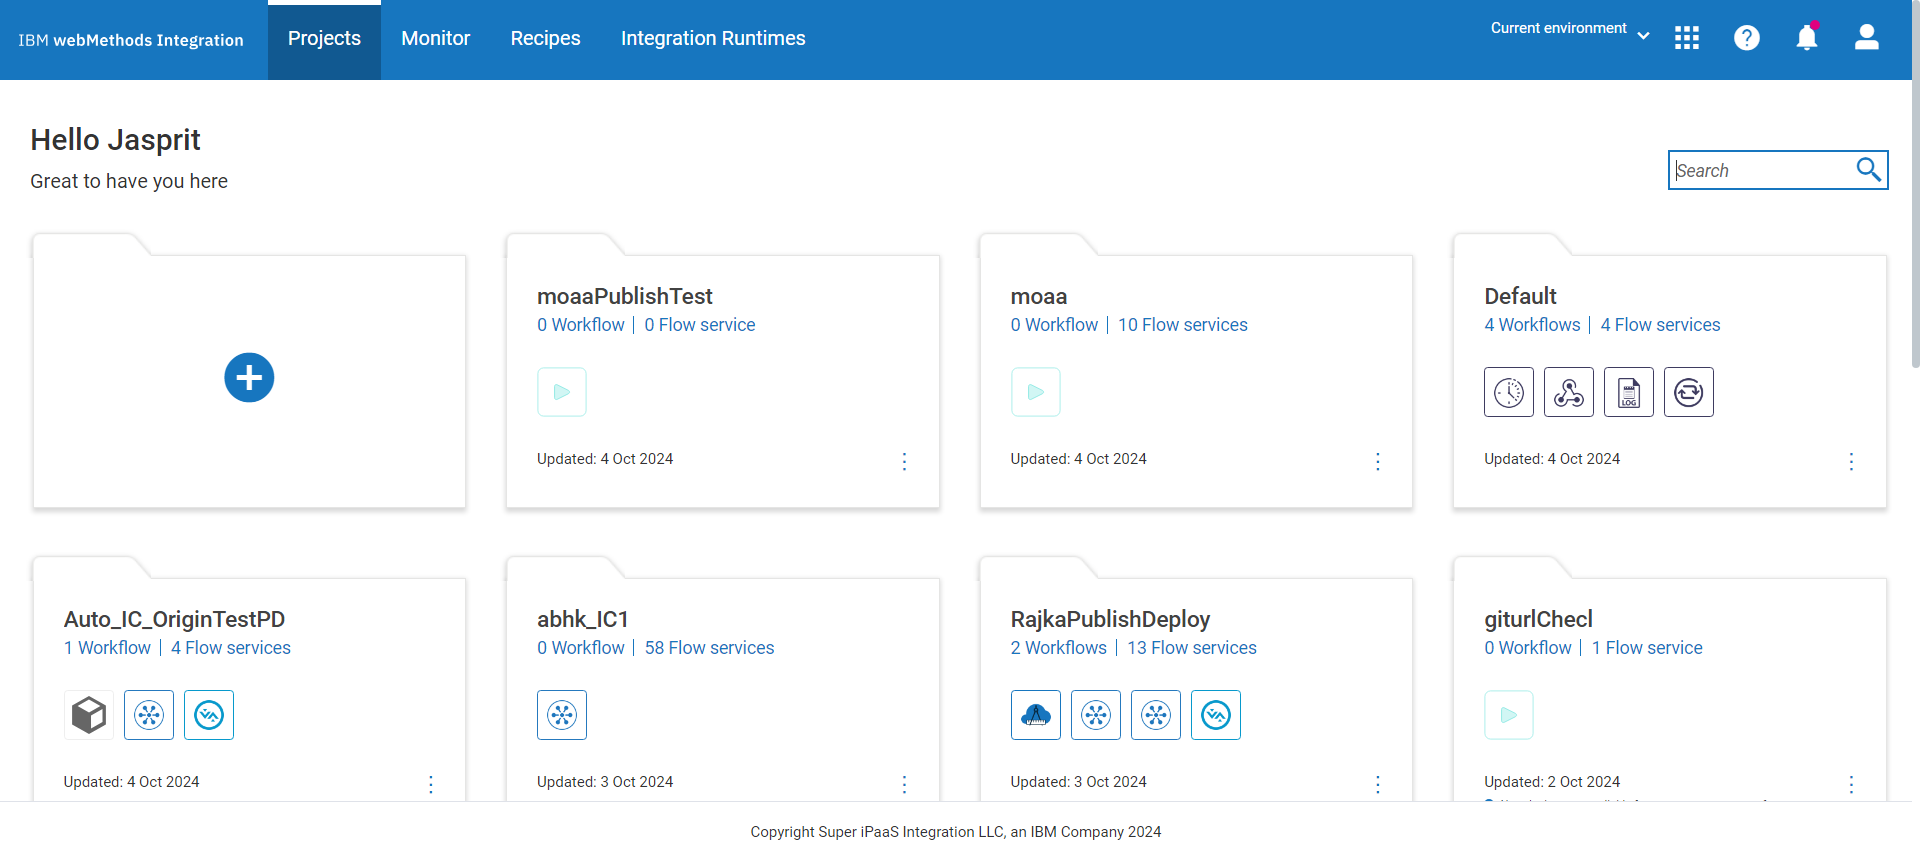 IBM webMethods Integration
Projects
Monitor
Recipes
Integration Runtimes
Current environment
Hello Jasprit
Great to have you here
Search
moaaPublishTest
0 Workflow | 0 Flow service
Updated: 4 Oct 2024
moaa
0 Workflow | 10 Flow services
Updated: 4 Oct 2024
Default
4 Workflows | 4 Flow services
LOG
Updated: 4 Oct 2024
Auto_IC_OriginTestPD
1 Workflow | 4 Flow services
Updated: 4 Oct 2024
abhk_IC1
0 Workflow | 58 Flow services
Updated: 3 Oct 2024
RajkaPublishDeploy
2 Workflows | 13 Flow services
Updated: 3 Oct 2024
giturlChecl
0 Workflow | 1 Flow service
Updated: 2 Oct 2024
Copyright Super iPaaS Integration LLC, an IBM Company 2024